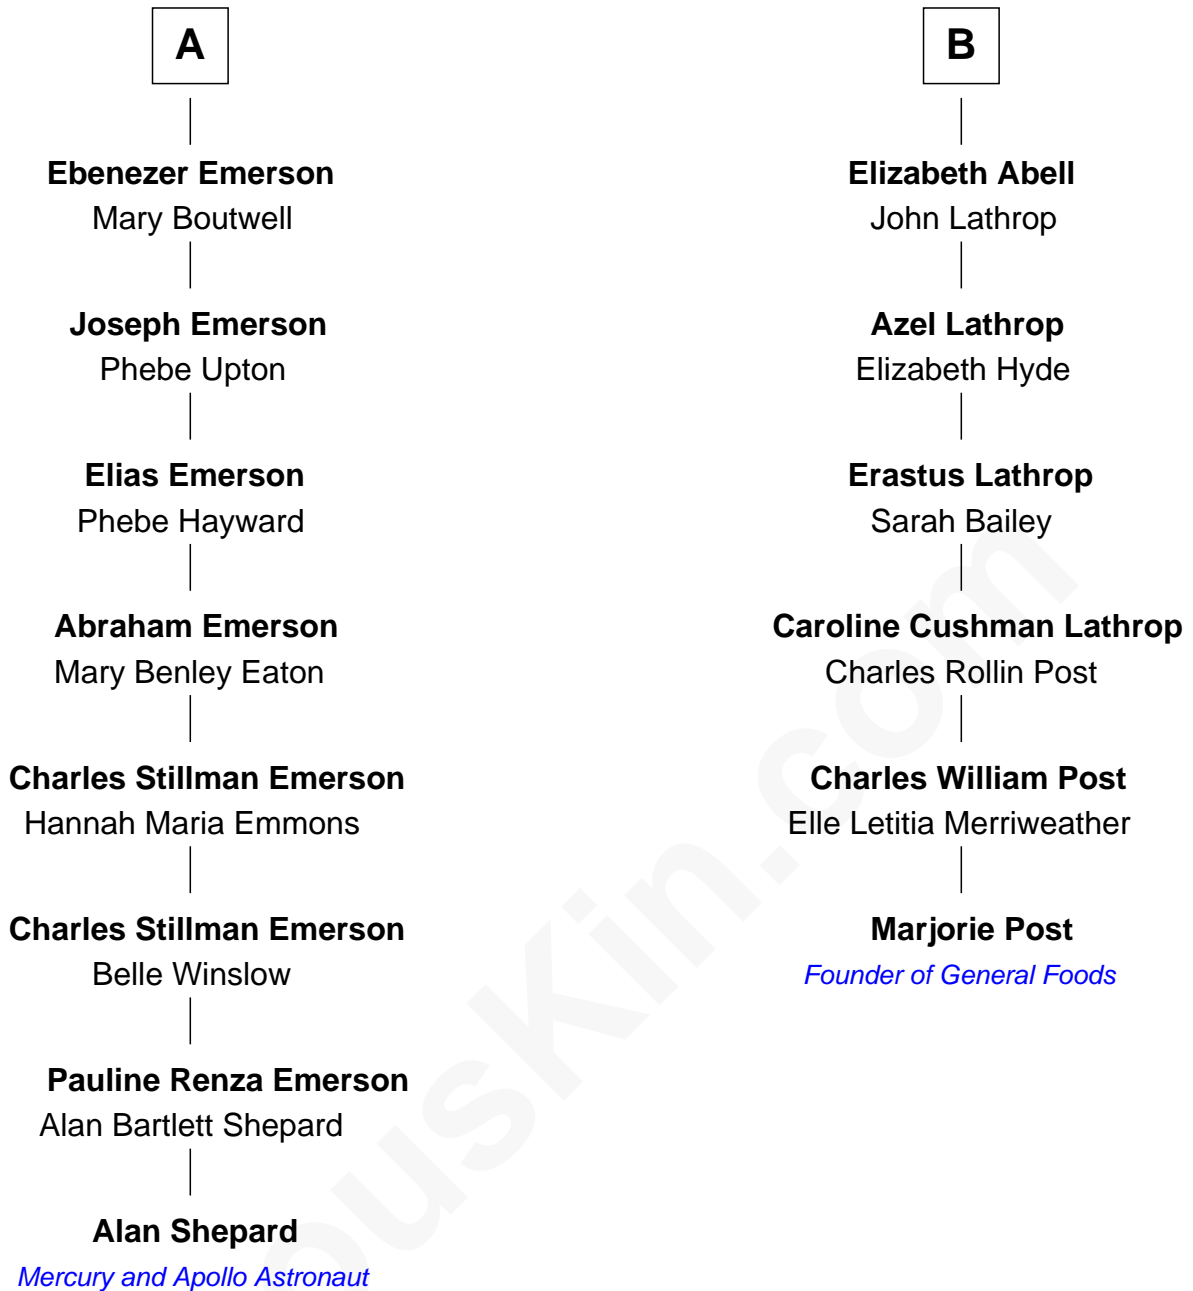 A
Ebenezer Emerson
Mary Boutwell
Joseph Emerson
Phebe Upton
Elias Emerson
Phebe Hayward
Abraham Emerson
Mary Benley Eaton
Charles Stillman Emerson
Hannah Maria Emmons
Charles Stillman Emerson
Belle Winslow
Pauline Renza Emerson
Alan Bartlett Shepard
Alan Shepard
Mercury and Apollo Astronaut
B
Elizabeth Abell
John Lathrop
Azel Lathrop
Elizabeth Hyde
Erastus Lathrop
Sarah Bailey
Caroline Cushman Lathrop
Charles Rollin Post
Charles William Post
Elle Letitia Merriweather
Marjorie Post
Founder of General Foods
ousKin.com